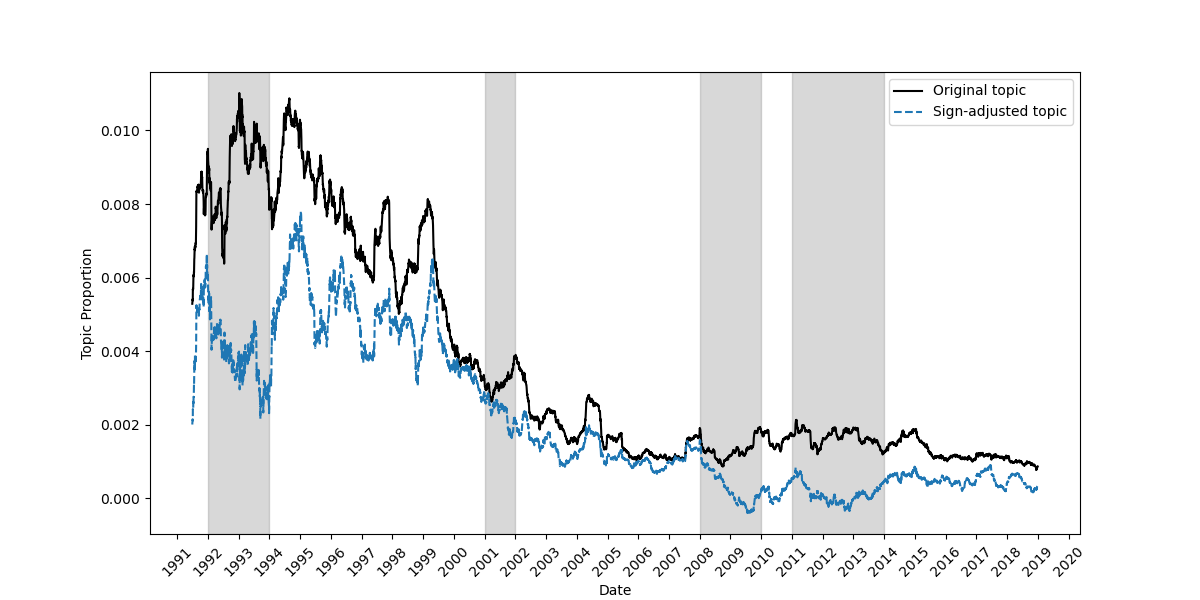 Original topic
Sign-adjusted topic
0.010
0.008
0.006
0.004
0.002
0.000
Topic Proportion
1991 1992 1993 1994 1995 1996 1997 1998 1999 2000 2001 2002 2003 2004 2005 2006 2007 2008 2009 2010 2011 2012 2013 2014 2015 2016 2017 2018 2019 2020
Date